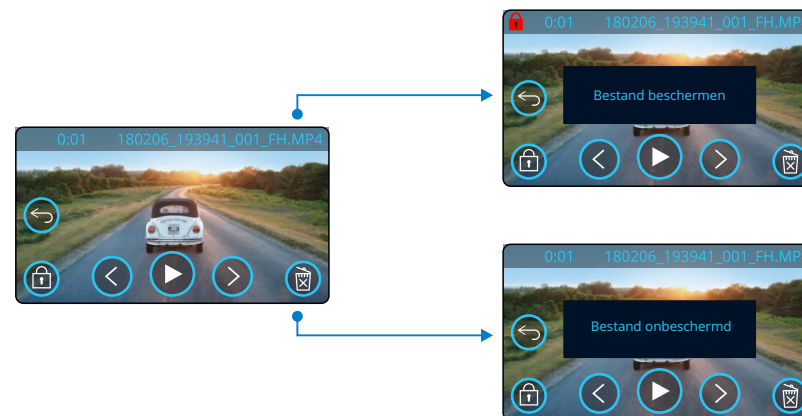 0:01 180206_193941_001_FH.MP
Bestand beschermen
0:01 180206_193941_001_FH.MP4
0:01 180206_193941_001_FH.MP
Bestand onbeschermd